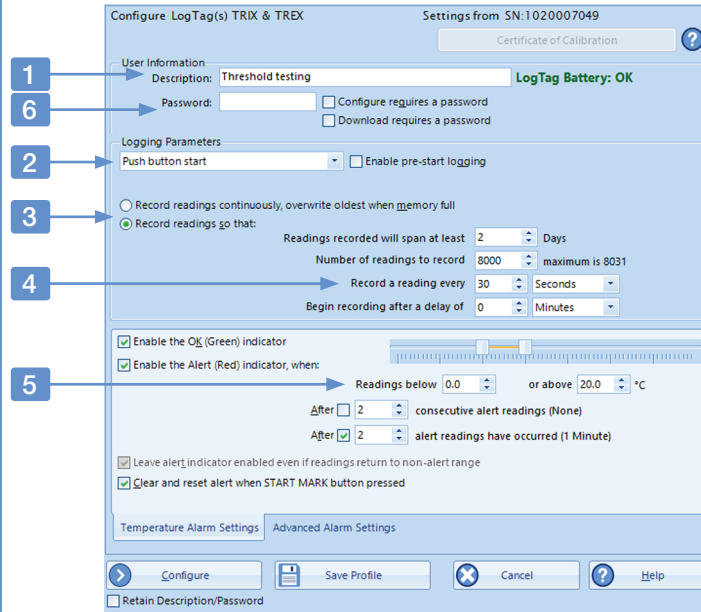 Configure LogTag(s) TRIX & TREX Settings from SN:1020007049
Certificate of Calibration ?
User Information
1 Description: Threshold testing LogTag Battery: OK
6 Password: Configure requires a password
Download requires a password
Logging Parameters
2 Push button start Enable pre-start logging
3 Record readings continuously, overwrite oldest when memory full
Record readings so that:
Readings recorded will span at least 2 Days
Number of readings to record 8000 maximum is 8031
4 Record a reading every 30 Seconds
Begin recording after a delay of 0 Minutes
Enable the OK (Green) indicator
Enable the Alert (Red) indicator, when:
5 Readings below 0.0 or above 20.0 °C
After 2 consecutive alert readings (None)
After 2 alert readings have occurred (1 Minute)
Leave alert indicator enabled even if readings return to non-alert range
Clear and reset alert when START MARK button pressed
Temperature Alarm Settings Advanced Alarm Settings
Configure Save Profile Cancel ? Help
Retain Description/Password